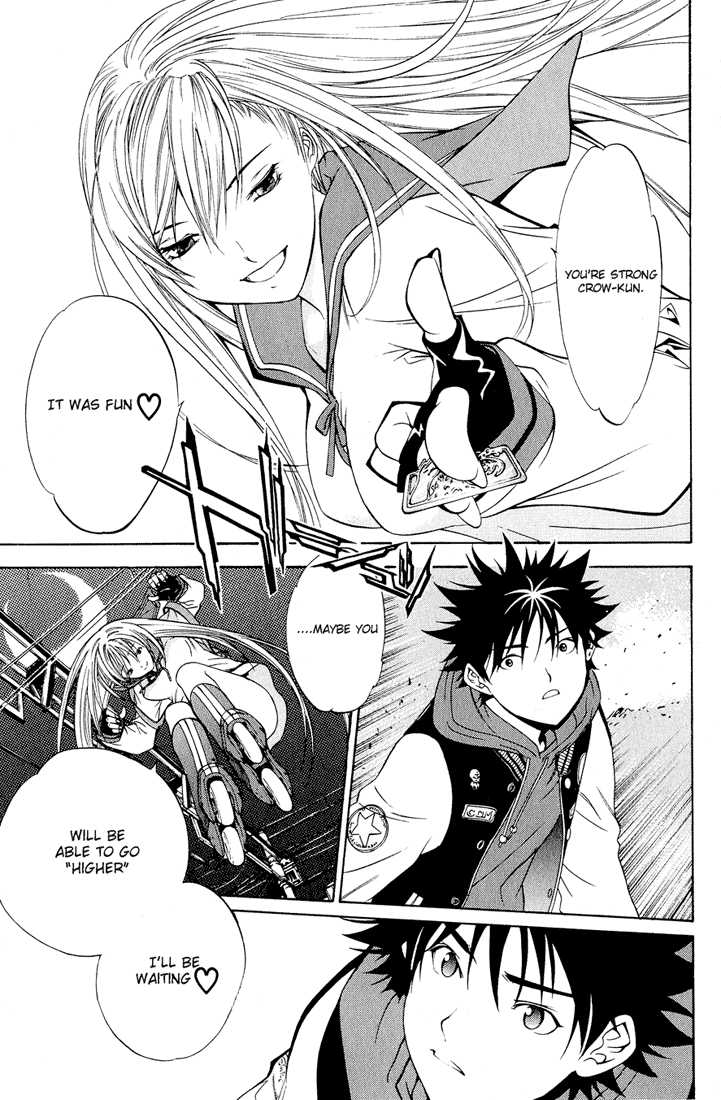 YOU'RE STRONG
CROW-KUN.
IT WAS FUN♡
....MAYBE YOU
WILL BE
ABLE TO GO
"HIGHER"
I'LL BE
WAITING♡